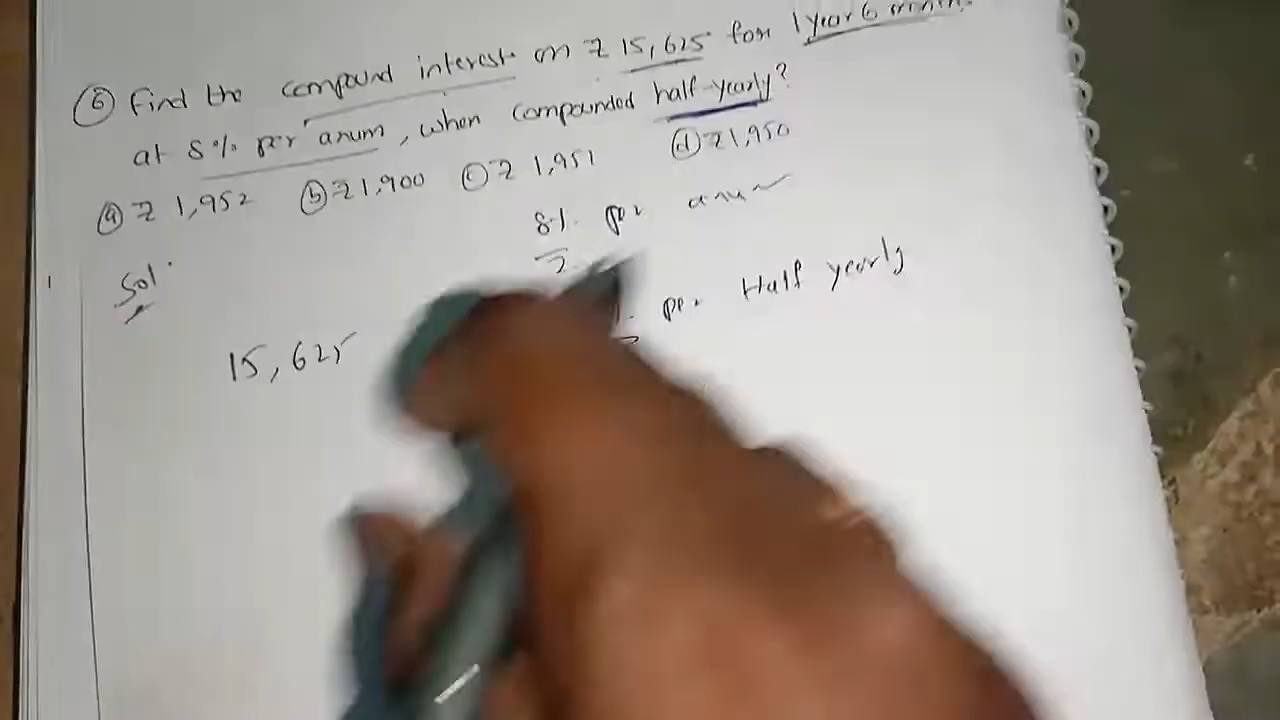 ⑥ Find the compound interest on ₹ 15,625 for 1 year 6
at 8% per anum, when compounded half-yearly?
ⓐ ₹ 1,952 ⓑ ₹1,900 ⓒ ₹ 1,951 ⓓ ₹1,950
8% per anum
2
Sol
per Half yearly
15,625